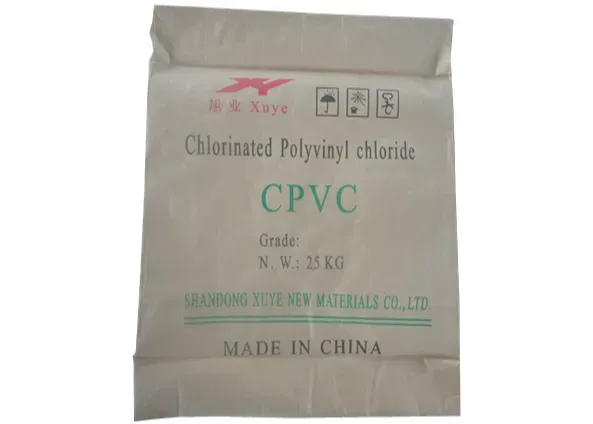 XY
旭业 Xuye
Chlorinated Polyvinyl chloride
CPVC
Grade:
N. W.: 25 KG
SHANDONG XUYE NEW MATERIALS CO., LTD.
MADE IN CHINA